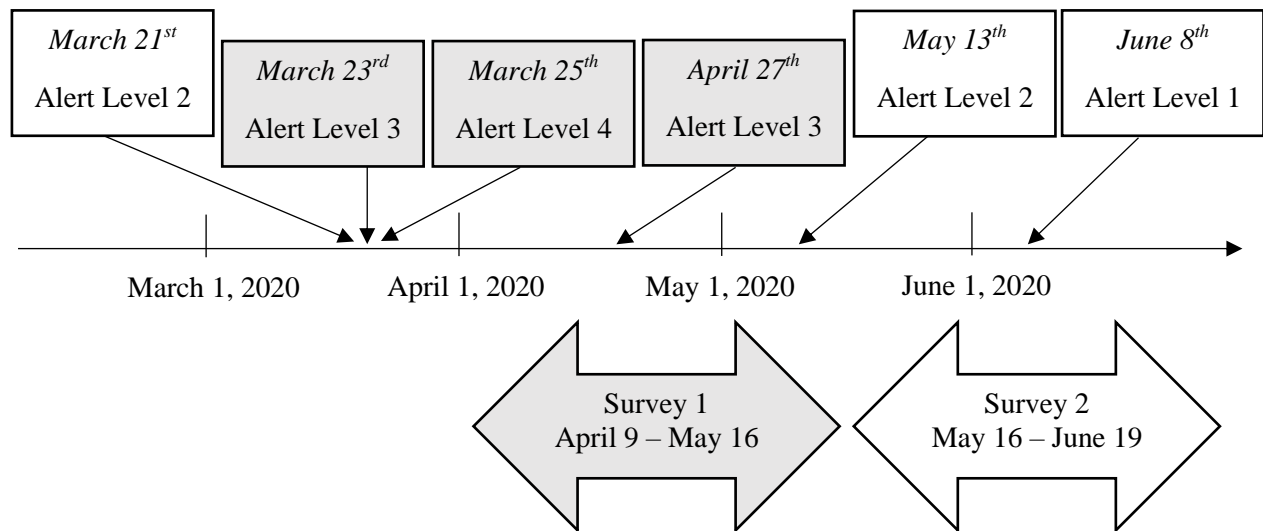 March 21st
Alert Level 2
March 23rd
Alert Level 3
March 25th
Alert Level 4
April 27th
Alert Level 3
May 13th
Alert Level 2
June 8th
Alert Level 1
March 1, 2020
April 1, 2020
May 1, 2020
June 1, 2020
Survey 1
April 9 – May 16
Survey 2
May 16 – June 19